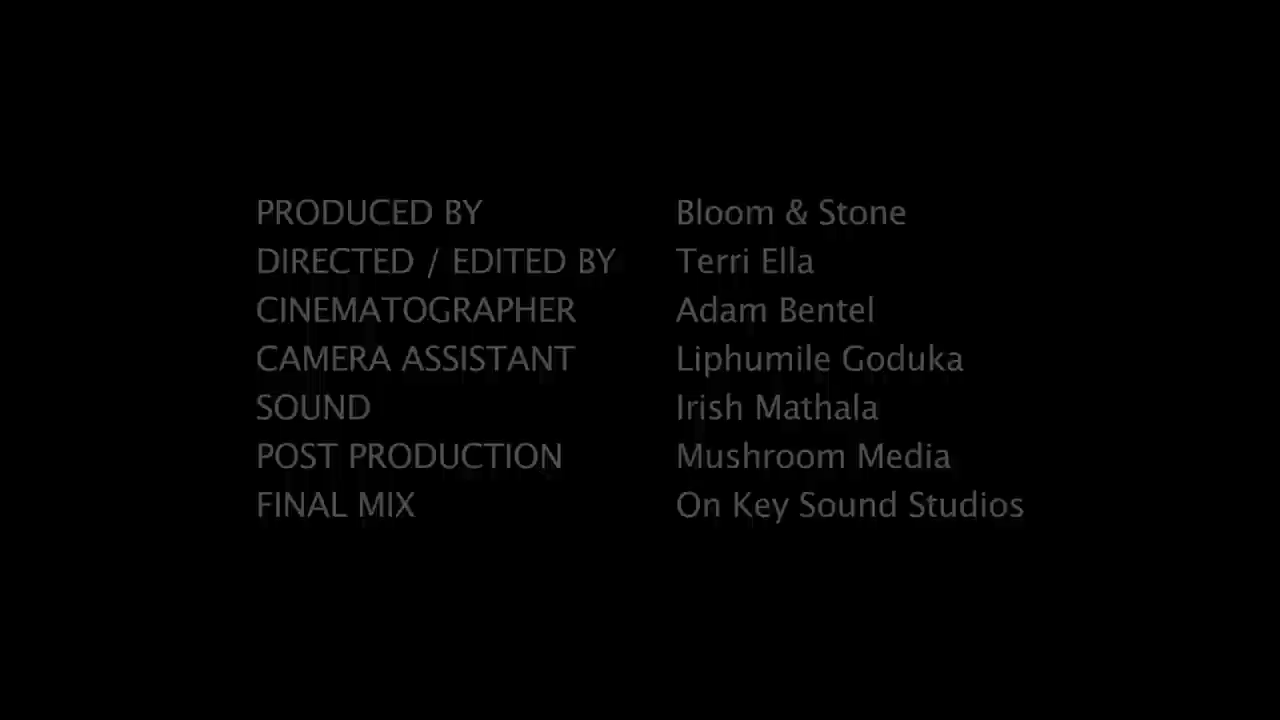 PRODUCED BY Bloom & Stone
DIRECTED / EDITED BY Terri Ella
CINEMATOGRAPHER Adam Bentel
CAMERA ASSISTANT Liphumile Goduka
SOUND Irish Mathala
POST PRODUCTION Mushroom Media
FINAL MIX On Key Sound Studios